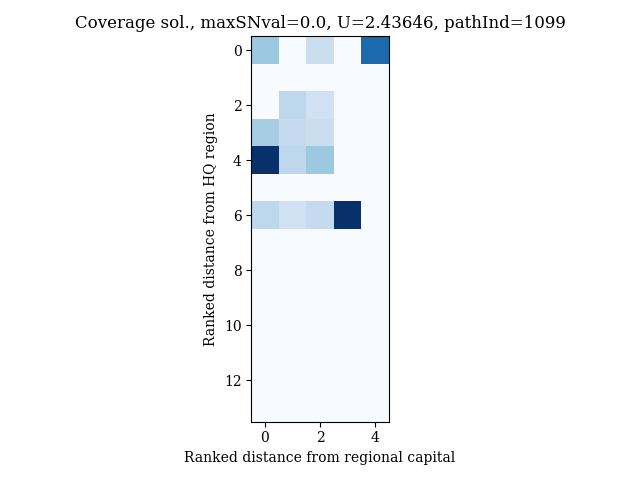 Coverage sol., maxSNval=0.0, U=2.43646, pathInd=1099
0
2
4
6
8
10
12
Ranked distance from HQ region
0 2 4
Ranked distance from regional capital